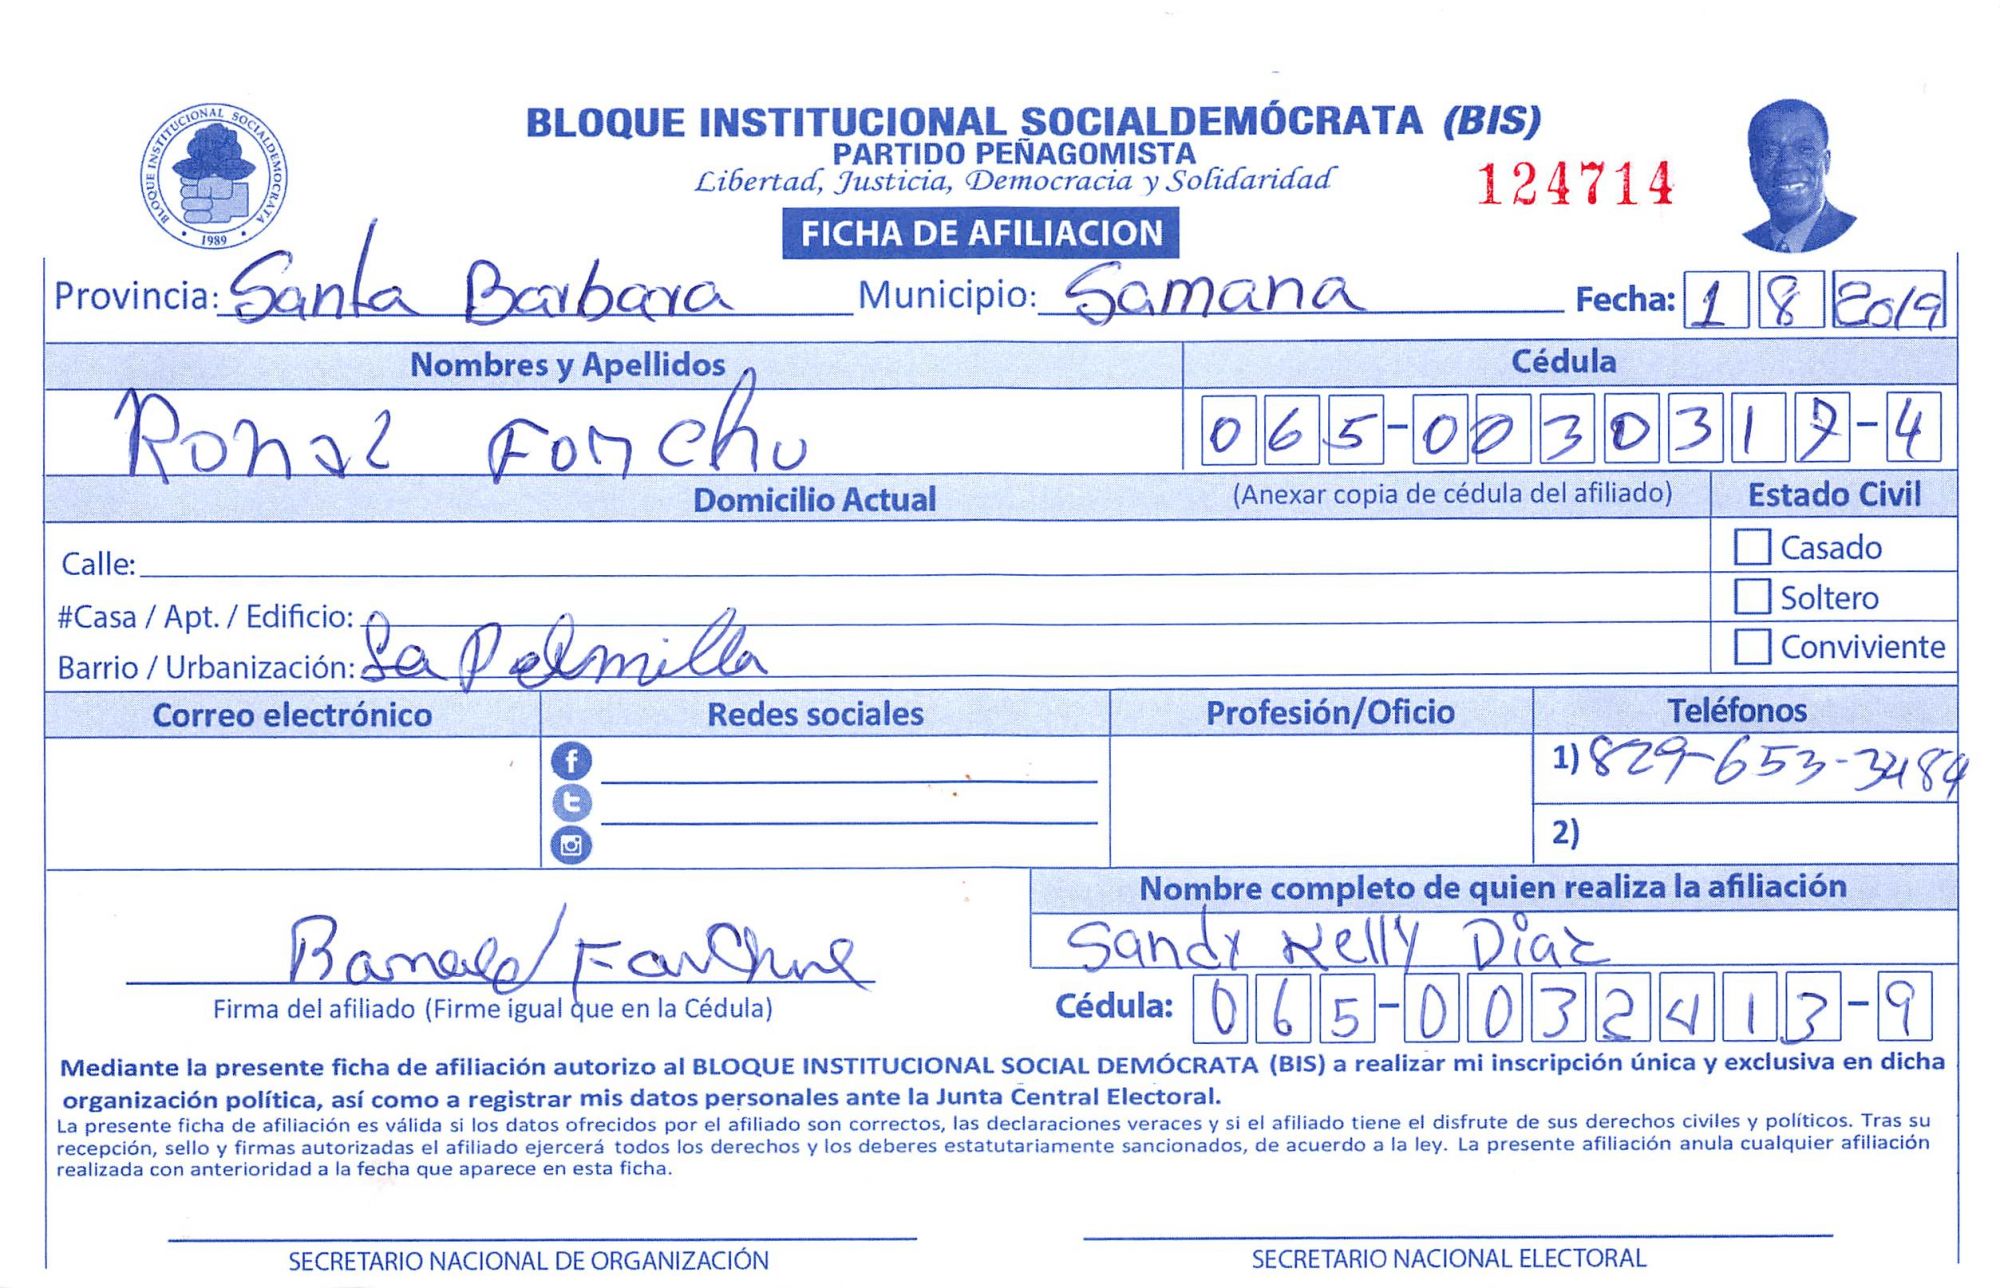 BLOQUE INSTITUCIONAL SOCIALDEMOCRATA
1989
BLOQUE INSTITUCIONAL SOCIALDEMÓCRATA (BIS)
PARTIDO PEÑAGOMISTA
Libertad, Justicia, Democracia y Solidaridad
124714
FICHA DE AFILIACION
Provincia: Santa Barbara Municipio: Samana Fecha: 1 8 2019
Nombres y Apellidos Cédula
Ronal Fonchu 065-0030317-4
Domicilio Actual (Anexar copia de cédula del afiliado) Estado Civil
Calle: Casado
#Casa / Apt. / Edificio: Soltero
Barrio / Urbanización: La Palmilla Conviviente
Correo electrónico Redes sociales Profesión/Oficio Teléfonos
1) 829-653-3484
2)
Nombre completo de quien realiza la afiliación
Sandy Kelly Diaz
Firma del afiliado (Firme igual que en la Cédula) Cédula: 065-0032413-9
Mediante la presente ficha de afiliación autorizo al BLOQUE INSTITUCIONAL SOCIAL DEMÓCRATA (BIS) a realizar mi inscripción única y exclusiva en dicha
organización política, así como a registrar mis datos personales ante la Junta Central Electoral.
La presente ficha de afiliación es válida si los datos ofrecidos por el afiliado son correctos, las declaraciones veraces y si el afiliado tiene el disfrute de sus derechos civiles y políticos. Tras su
recepción, sello y firmas autorizadas el afiliado ejercerá todos los derechos y los deberes estatutariamente sancionados, de acuerdo a la ley. La presente afiliación anula cualquier afiliación
realizada con anterioridad a la fecha que aparece en esta ficha.
SECRETARIO NACIONAL DE ORGANIZACIÓN SECRETARIO NACIONAL ELECTORAL